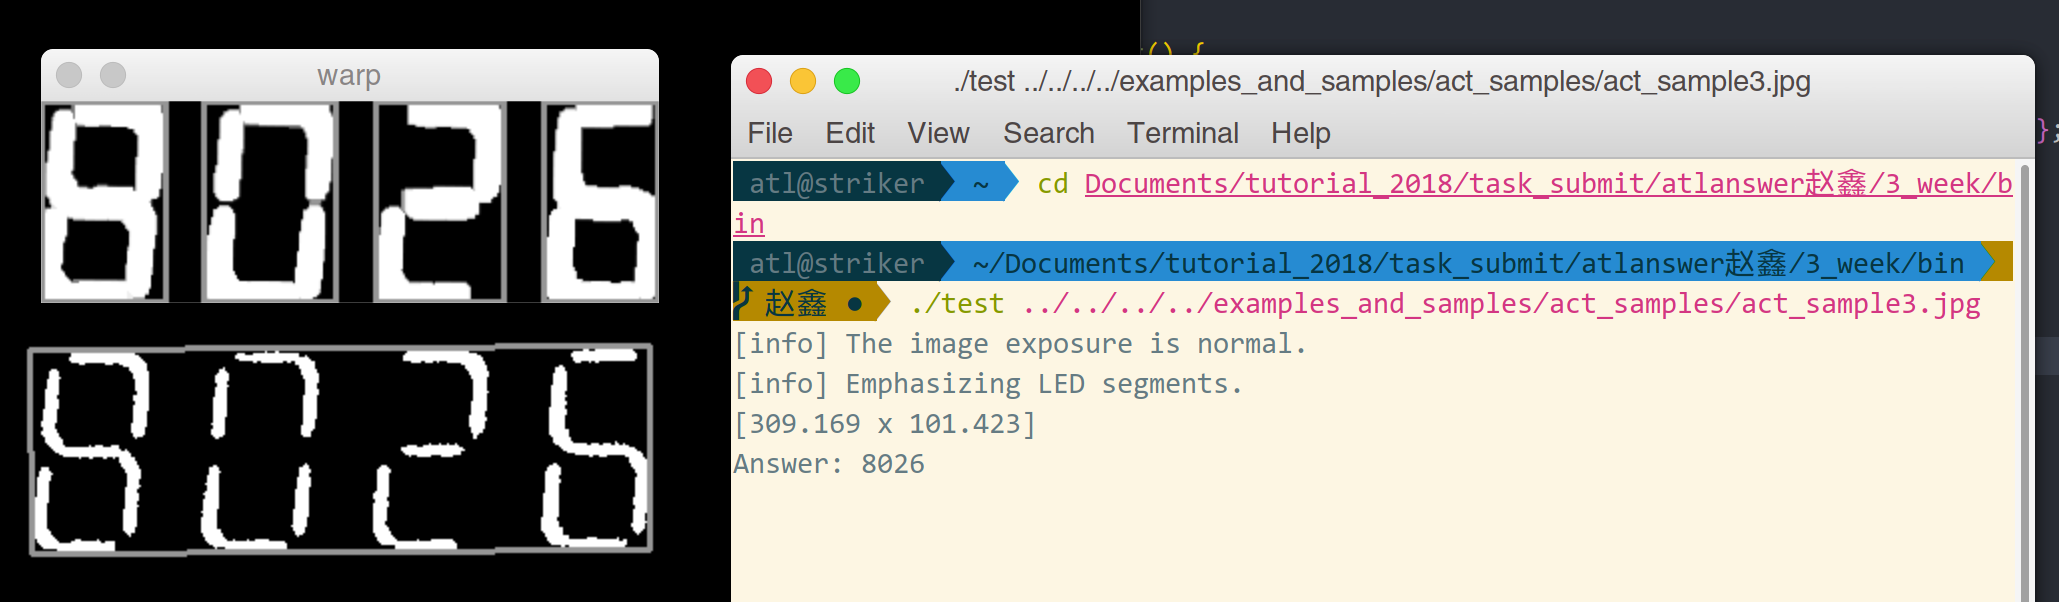 warp
8026
8026
() {
};
./test ../../../../examples_and_samples/act_samples/act_sample3.jpg
File Edit View Search Terminal Help
atl@striker ~ cd Documents/tutorial_2018/task_submit/atlanswer赵鑫/3_week/b
in
atl@striker ~/Documents/tutorial_2018/task_submit/atlanswer赵鑫/3_week/bin
赵鑫 ● ./test ../../../../examples_and_samples/act_samples/act_sample3.jpg
[info] The image exposure is normal.
[info] Emphasizing LED segments.
[309.169 x 101.423]
Answer: 8026